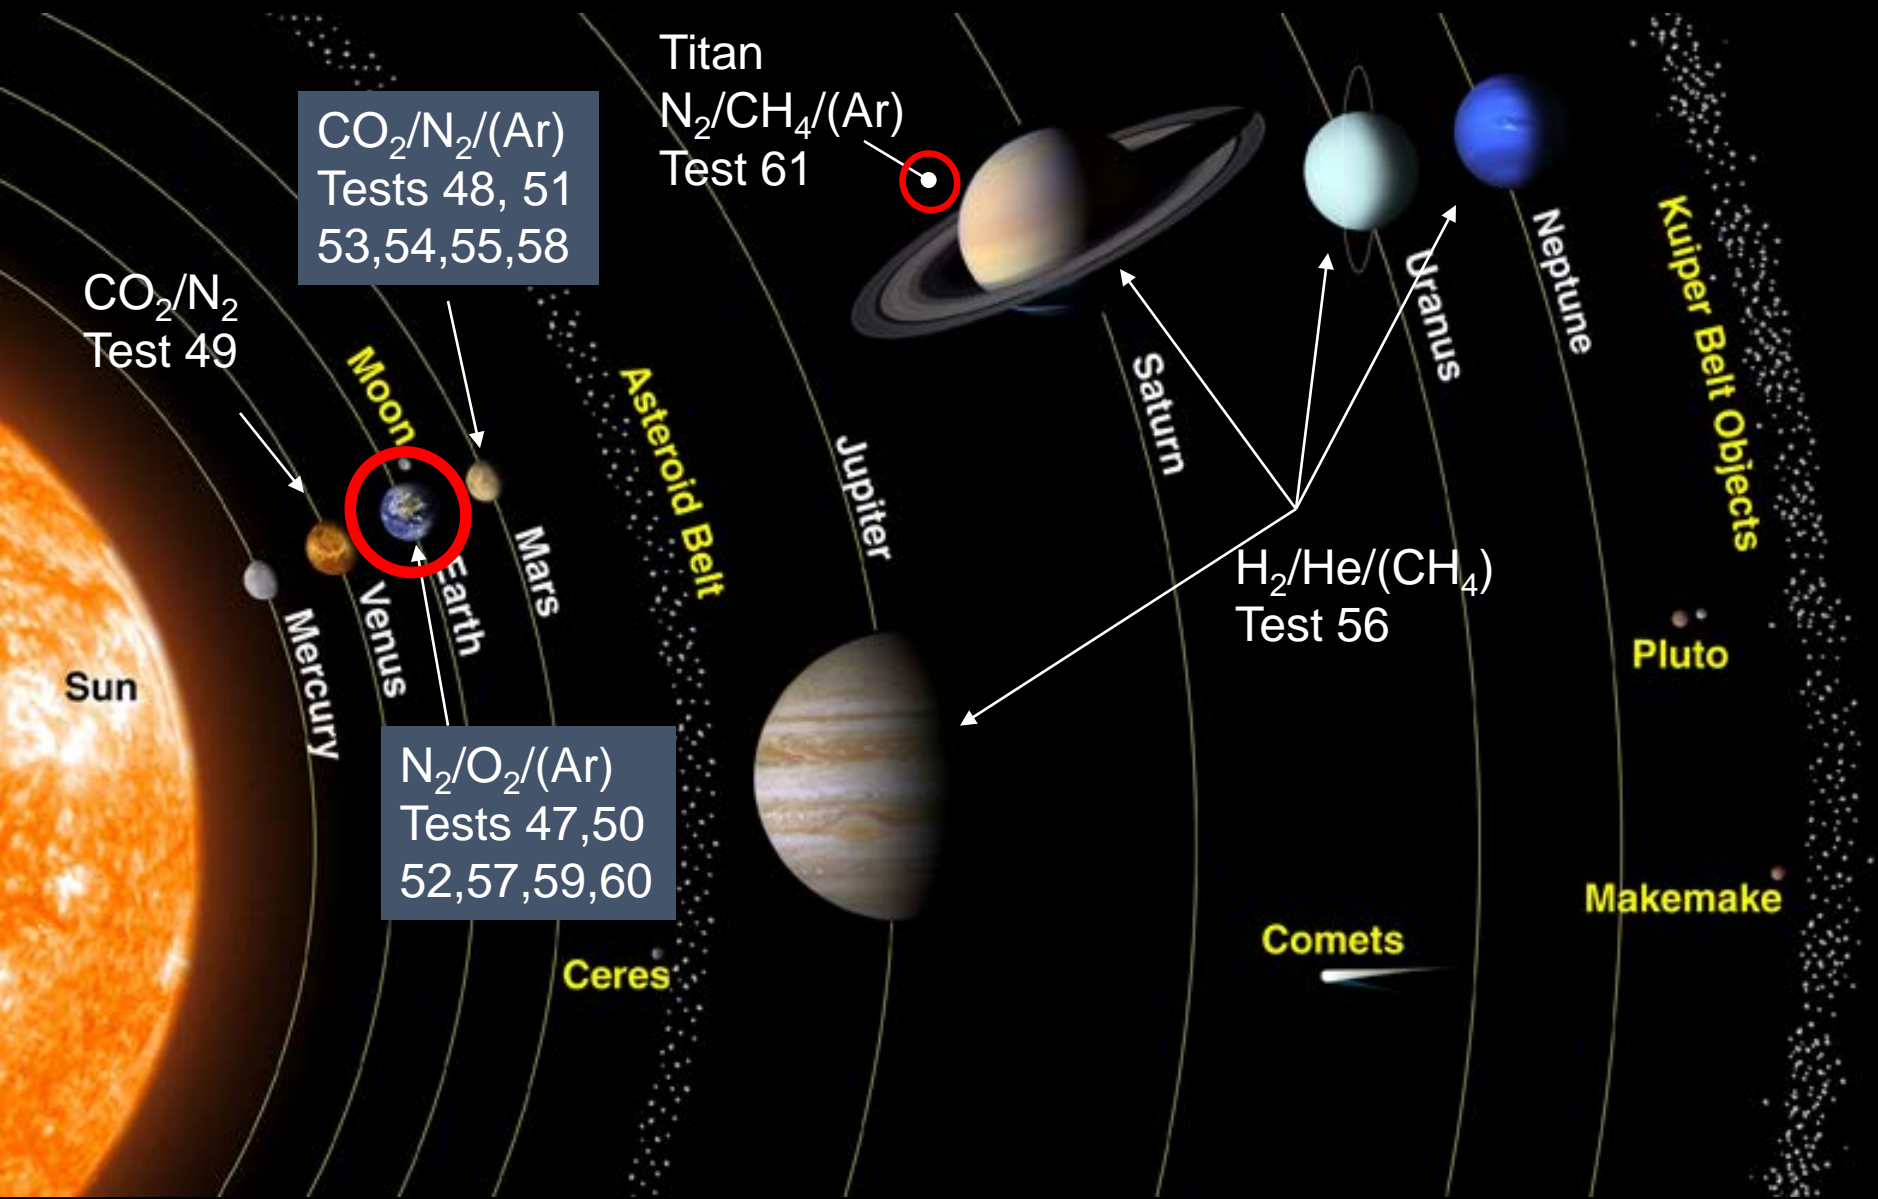 Titan
N₂/CH₄/(Ar)
Test 61
CO₂/N₂/(Ar)
Tests 48, 51
53,54,55,58
CO₂/N₂
Test 49
Moon
Asteroid Belt
Jupiter
Saturn
Uranus
Neptune
Kuiper Belt Objects
Sun
Mercury
Venus
Earth
Mars
H₂/He/(CH₄)
Test 56
Pluto
N₂/O₂/(Ar)
Tests 47,50
52,57,59,60
Ceres
Comets
Makemake